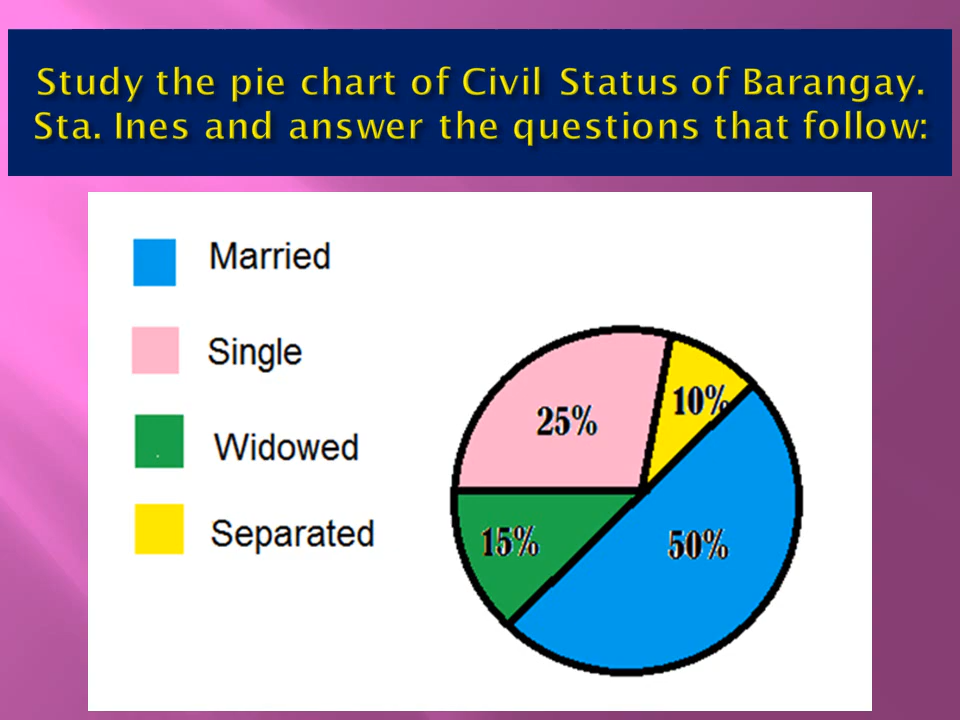 Study the pie chart of Civil Status of Barangay.
Sta. Ines and answer the questions that follow:
Married
Single
Widowed
Separated
25%
10%
15%
50%